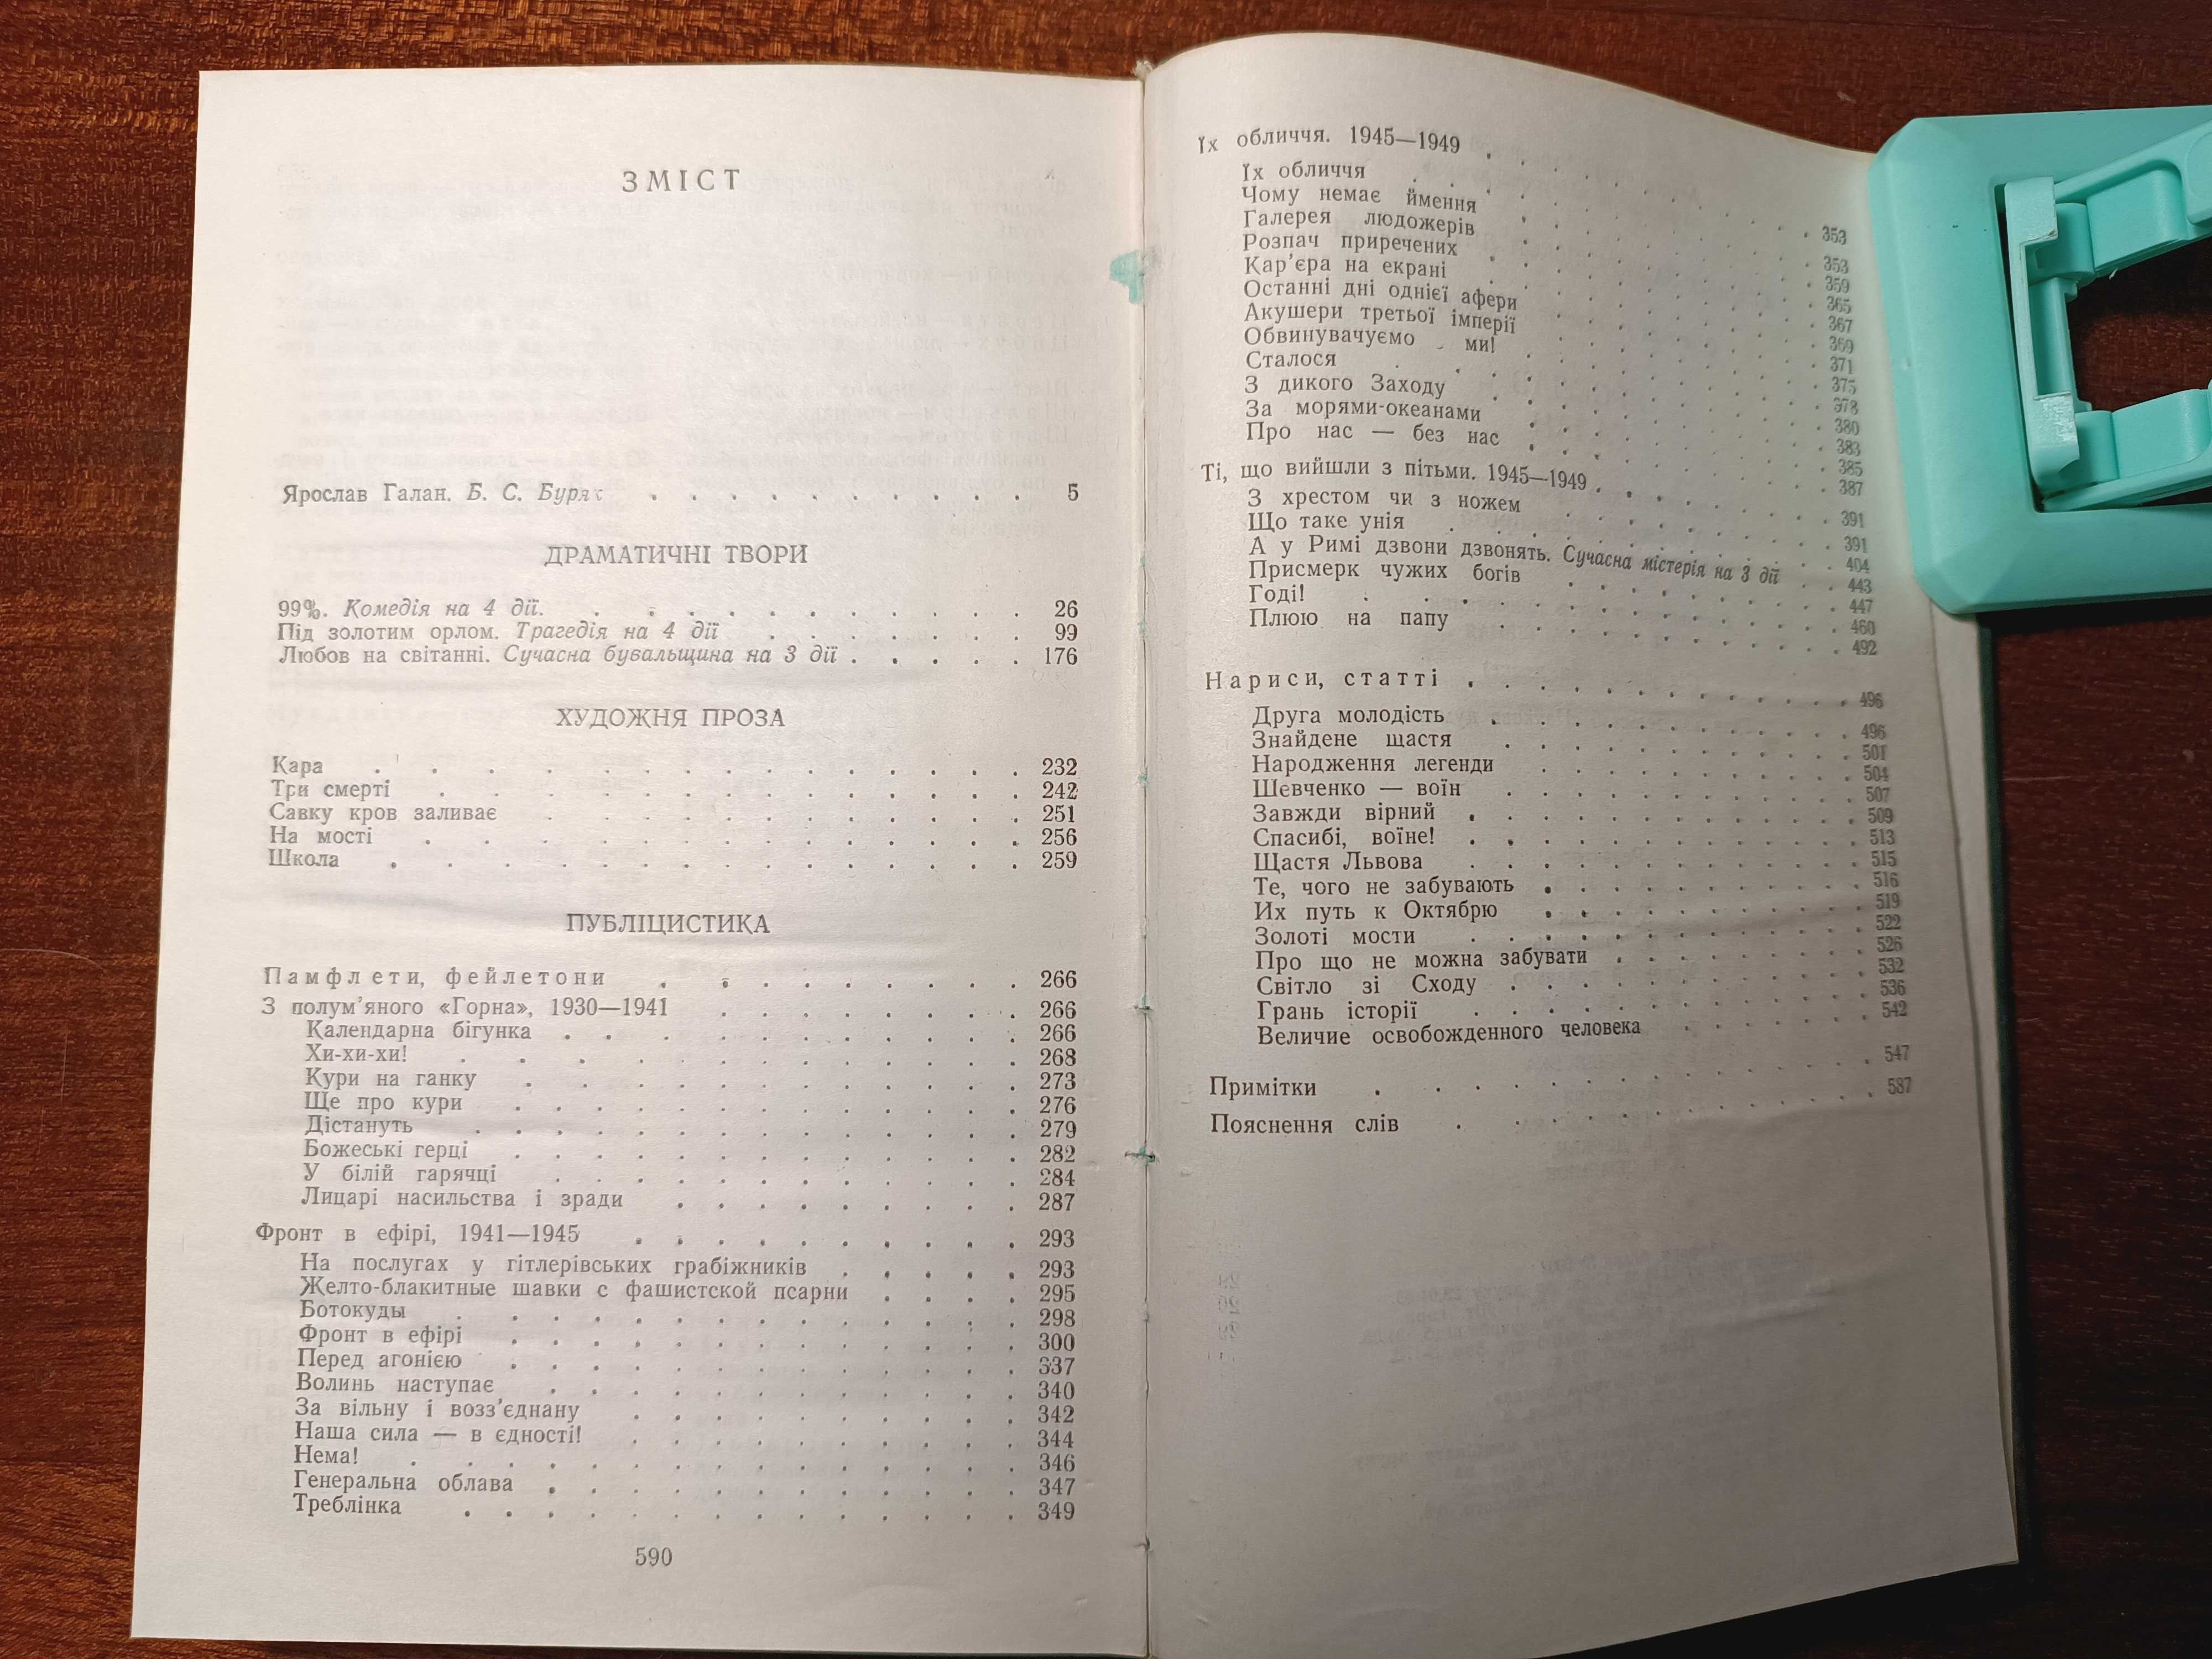 ЗМІСТ
Ярослав Галан. Б. С. Буряк . . . . . . . . . 5
ДРАМАТИЧНІ ТВОРИ
99%. Комедія на 4 дії. . . . . . . . . . 26
Під золотим орлом. Трагедія на 4 дії . . . . . . 99
Любов на світанні. Сучасна бувальщина на 3 дії . . . . . 176
ХУДОЖНЯ ПРОЗА
Кара . . . . . . . . . . . . . 232
Три смерті . . . . . . . . . . . . 242
Савку кров заливає . . . . . . . . . . 251
На мості . . . . . . . . . . . . 256
Школа . . . . . . . . . . . . . 259
ПУБЛІЦИСТИКА
Памфлети, фейлетони . . . . . . . . 266
З полум'яного «Горна», 1930—1941 . . . . . . . 266
Календарна бігунка . . . . . . . . . . 266
Хи-хи-хи! . . . . . . . . . . . 268
Кури на ганку . . . . . . . . . . 273
Ще про кури . . . . . . . . . . 276
Дістануть . . . . . . . . . . . 279
Божеські герці . . . . . . . . . . 282
У білій гарячці . . . . . . . . . . 284
Лицарі насильства і зради . . . . . . . . 287
Фронт в ефірі, 1941—1945 . . . . . . . . . 293
На послугах у гітлерівських грабіжників . . . . . 293
Желто-блакитные шавки с фашистской псарни . . . . 295
Ботокуды . . . . . . . . . . . 298
Фронт в ефірі . . . . . . . . . . 300
Перед агонією . . . . . . . . . . 337
Волинь наступає . . . . . . . . . . 340
За вільну і возз'єднану . . . . . . . . 342
Наша сила — в єдності! . . . . . . . . 344
Нема! . . . . . . . . . . . . 346
Генеральна облава . . . . . . . . . . 347
Треблінка . . . . . . . . . . . 349
590
Їх обличчя. 1945—1949 . . . . . . . . . 353
Їх обличчя . . . . . . . . . . 353
Чому немає ймення . . . . . . . . . 359
Галерея людожерів . . . . . . . . . 365
Розпач приречених . . . . . . . . . 367
Кар'єра на екрані . . . . . . . . . 369
Останні дні однієї афери . . . . . . . . 371
Акушери третьої імперії . . . . . . . . 375
Обвинувачуємо ми! . . . . . . . . 378
Сталося . . . . . . . . . . . 380
З дикого Заходу . . . . . . . . . 383
За морями-океанами . . . . . . . . . 385
Про нас — без нас . . . . . . . . . 387
Ті, що вийшли з пітьми. 1945—1949 . . . . . . . 391
З хрестом чи з ножем . . . . . . . . 391
Що таке унія . . . . . . . . . . 404
А у Римі дзвони дзвонять. Сучасна містерія на 3 дії . . 443
Присмерк чужих богів . . . . . . . . 447
Годі! . . . . . . . . . . . . 460
Плюю на папу . . . . . . . . . . 492
Нариси, статті . . . . . . . . . . 496
Друга молодість . . . . . . . . . . 496
Знайдене щастя . . . . . . . . . . 501
Народження легенди . . . . . . . . . 504
Шевченко — воїн . . . . . . . . . . 507
Завжди вірний . . . . . . . . . . 509
Спасибі, воїне! . . . . . . . . . . 513
Щастя Львова . . . . . . . . . . 515
Те, чого не забувають . . . . . . . . . 516
Их путь к Октябрю . . . . . . . . . 519
Золоті мости . . . . . . . . . . 522
Про що не можна забувати . . . . . . . . 526
Світло зі Сходу . . . . . . . . . . 532
Грань історії . . . . . . . . . . 536
Величие освобожденного человека . . . . . . 542
Примітки . . . . . . . . . . . 547
Пояснення слів . . . . . . . . . . 587